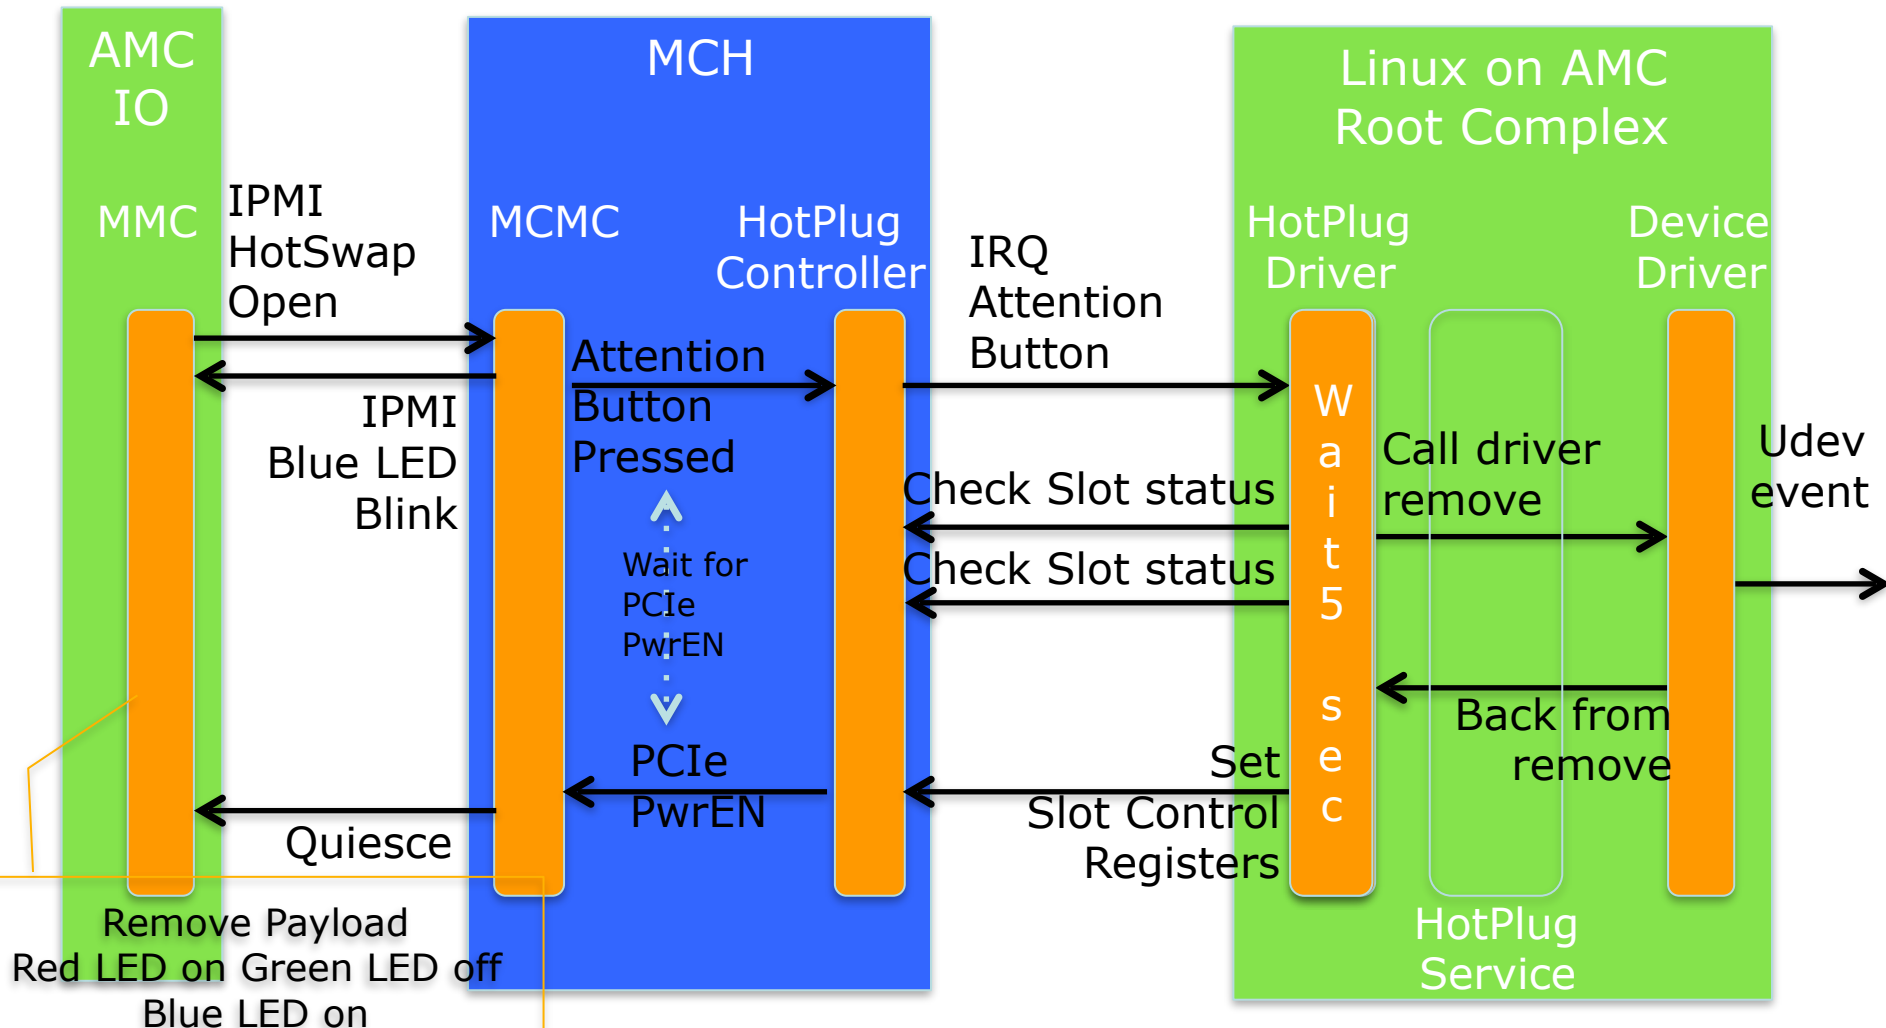 AMC
IO
MMC
IPMI
HotSwap
Open
IPMI
Blue LED
Blink
Quiesce
Remove Payload
Red LED on Green LED off
Blue LED on
MCH
MCMC
HotPlug
Controller
Attention
Button
Pressed
Wait for
PCIe
PwrEN
PCIe
PwrEN
IRQ
Attention
Button
Check Slot status
Check Slot status
Set
Slot Control
Registers
Linux on AMC
Root Complex
HotPlug
Driver
Device
Driver
W
a
i
t
5
s
e
c
Call driver
remove
Back from
remove
HotPlug
Service
Udev
event